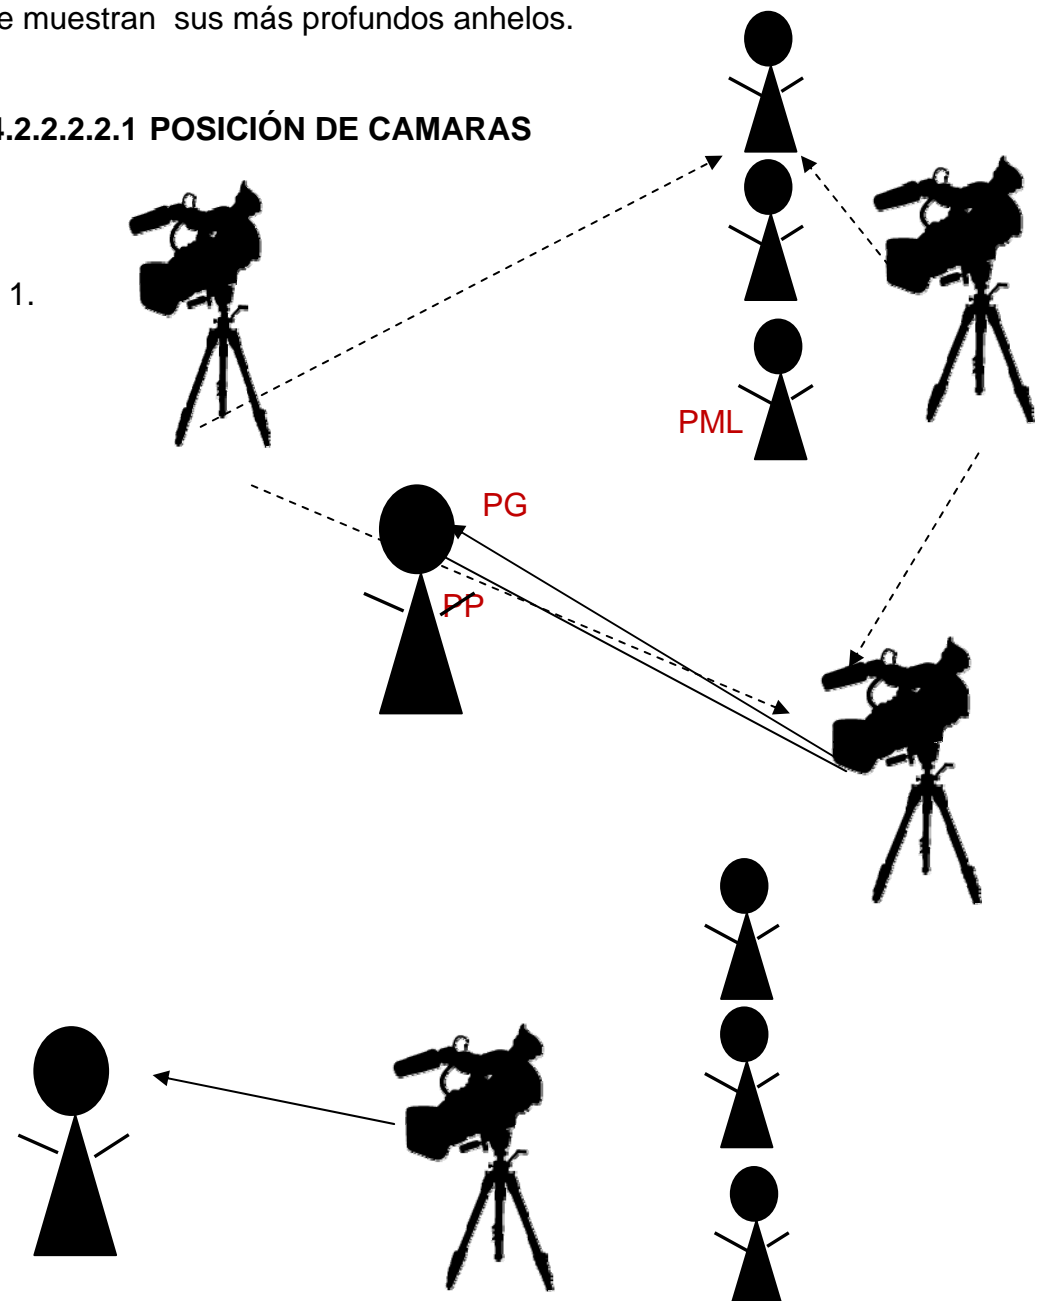 e muestran sus más profundos anhelos.
4.2.2.2.2.1 POSICIÓN DE CAMARAS
1.
PML
PG
PP